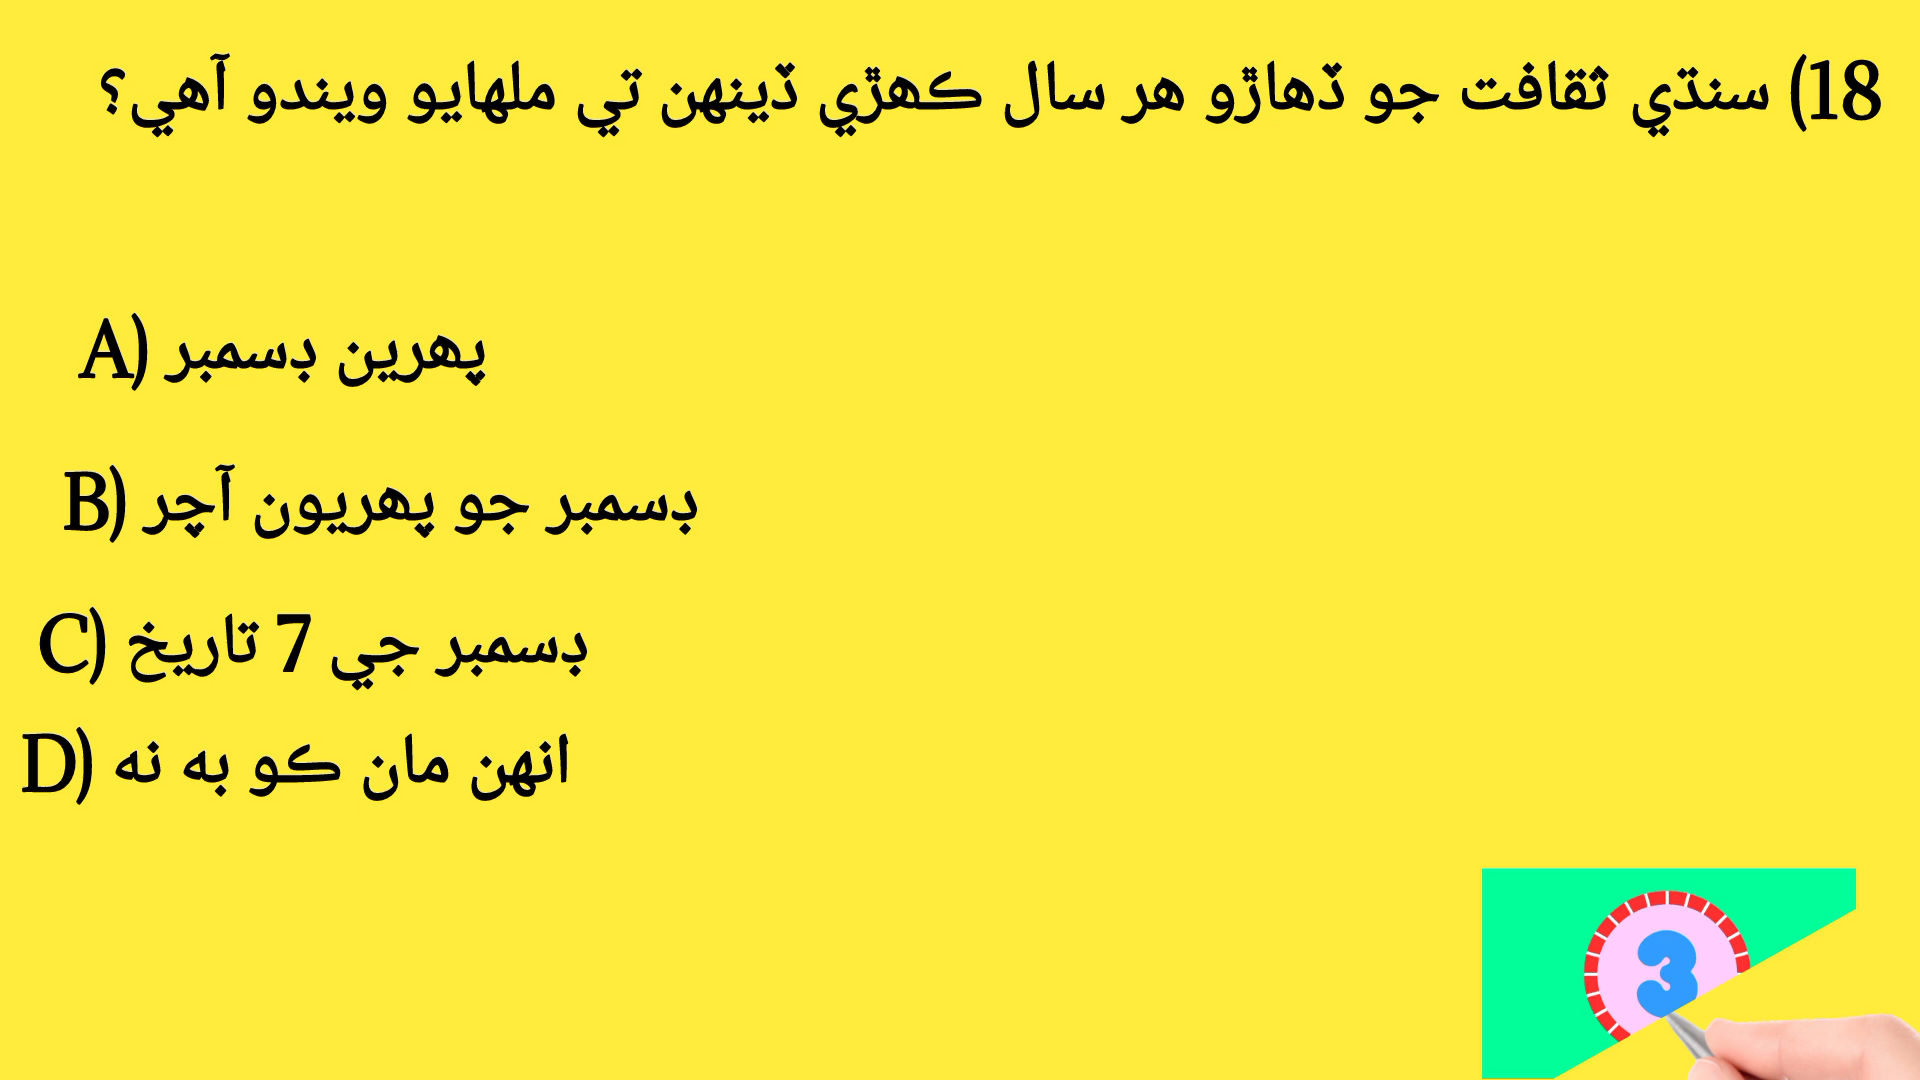 18) سنڌي ثقافت جو ڏهاڙو هر سال ڪهڙي ڏينهن تي ملهايو ويندو آهي؟
A) پهرين ڊسمبر
B) ڊسمبر جو پهريون آچر
C) ڊسمبر جي 7 تاريخ
D) انهن مان ڪو به نه
3